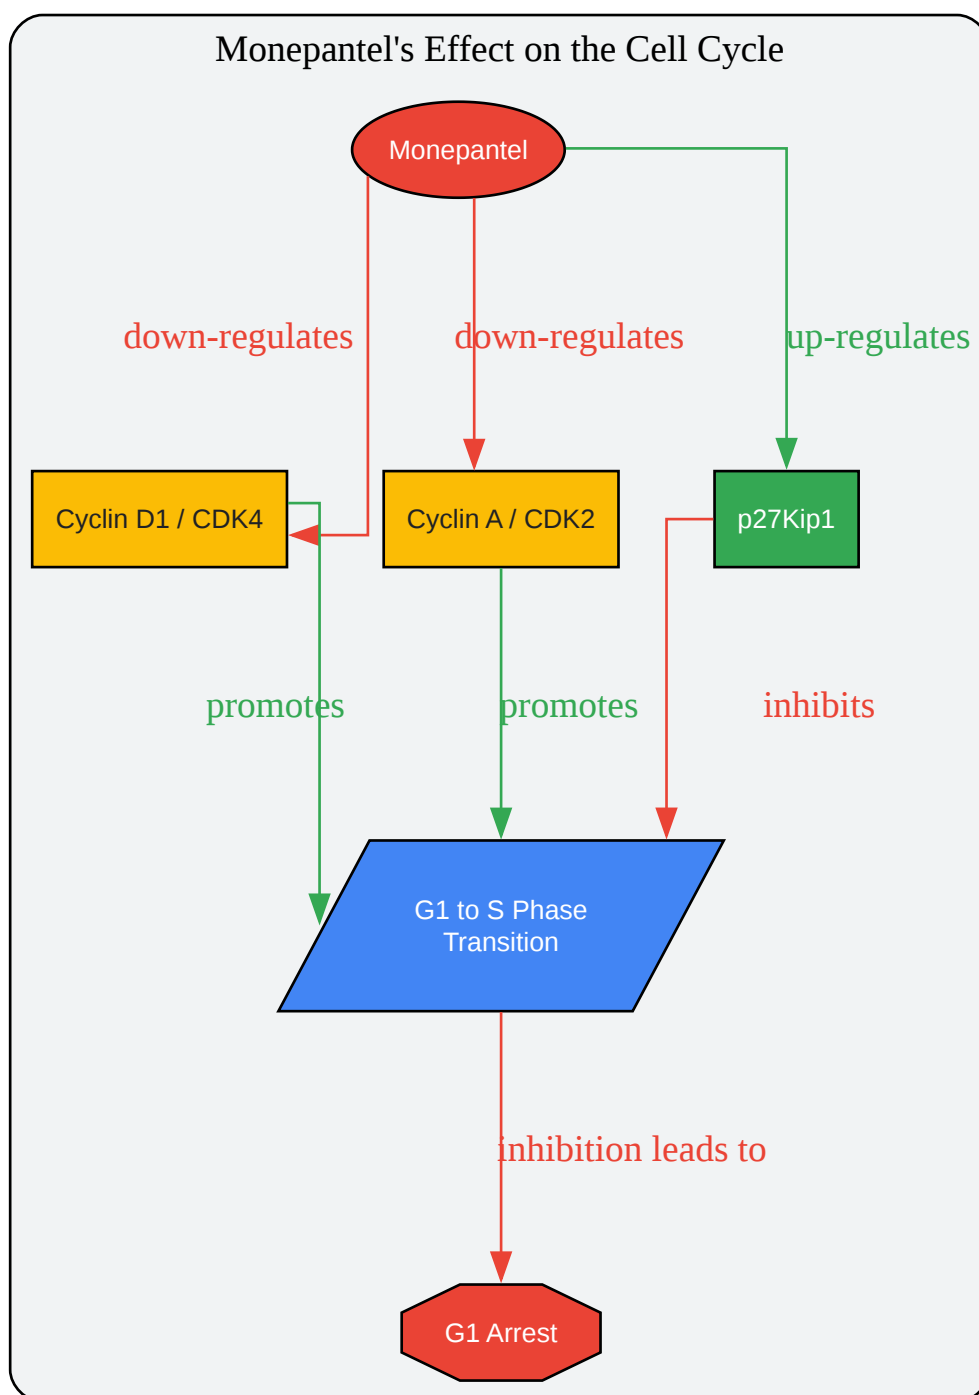 Monepantel's Effect on the Cell Cycle
Monepantel
down-regulates
down-regulates
up-regulates
Cyclin D1 / CDK4
Cyclin A / CDK2
p27Kip1
promotes
promotes
inhibits
G1 to S Phase
Transition
inhibition leads to
G1 Arrest